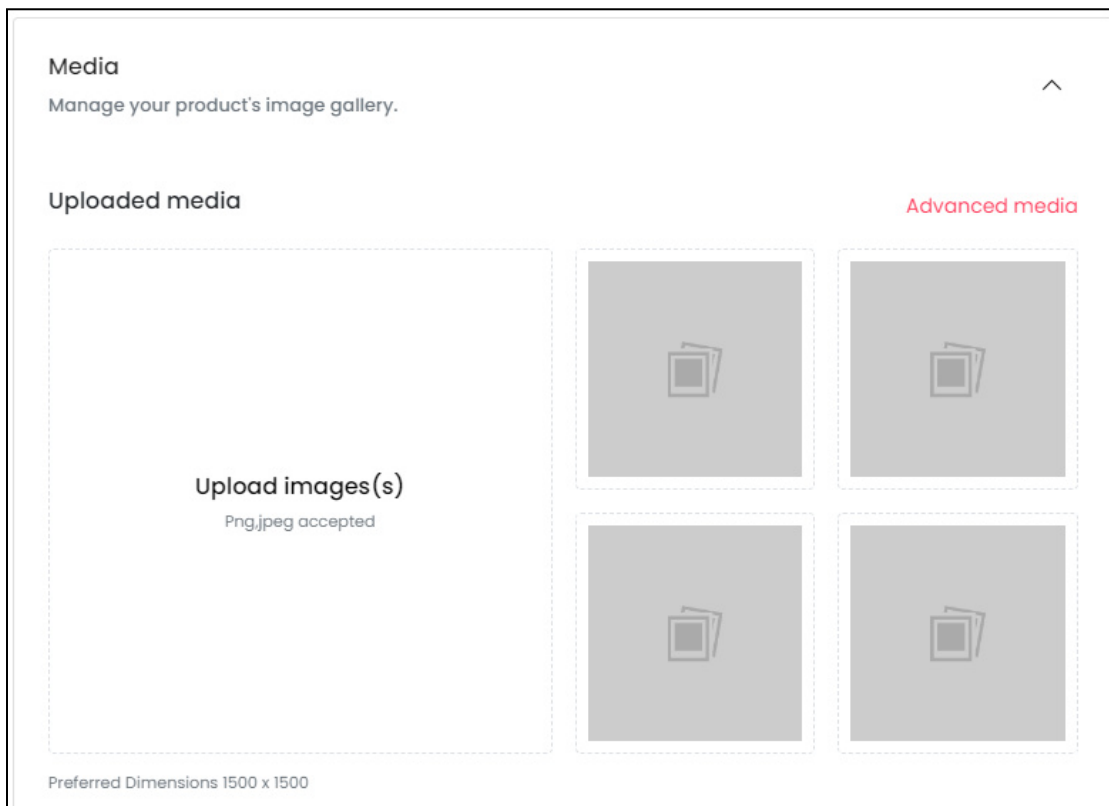 Media
Manage your product's image gallery.
Uploaded media
Advanced media
Upload images(s)
Png,jpeg accepted
Preferred Dimensions 1500 x 1500